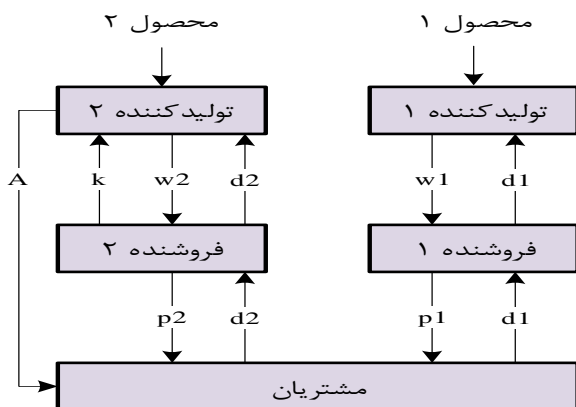 محصول ۱
محصول ۲
تولیدکننده ۱
تولیدکننده ۲
w1
d1
A
k
w2
d2
فروشنده ۱
فروشنده ۲
p1
d1
p2
d2
مشتریان